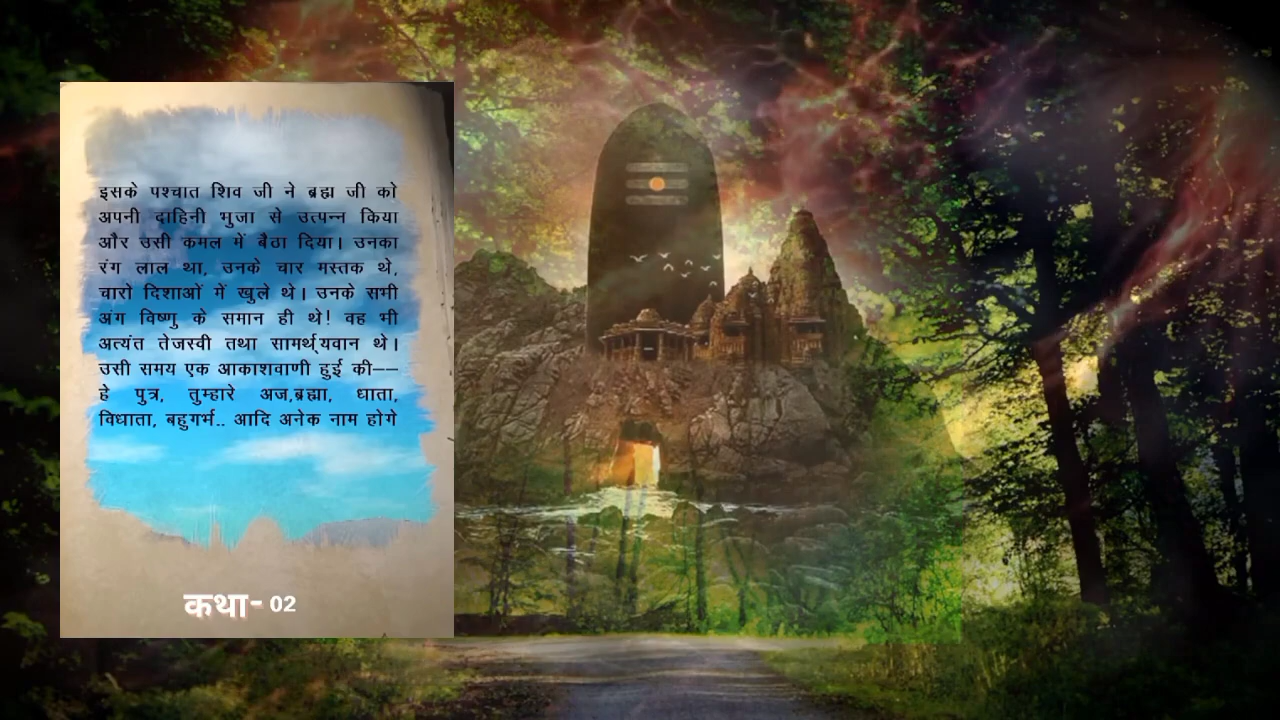 इसके पश्चात शिव जी ने ब्रह्म जी को
अपनी दाहिनी भुजा से उत्पन्न किया
और उसी कमल में बैठा दिया। उनका
रंग लाल था, उनके चार मस्तक थे,
चारो दिशाओं में खुले थे। उनके सभी
अंग विष्णु के समान ही थे! वह भी
अत्यंत तेजस्वी तथा सामर्थ्यवान थे।
उसी समय एक आकाशवाणी हुई की——
हे पुत्र, तुम्हारे अज,ब्रह्मा, धाता,
विधाता, बहुगर्भ.. आदि अनेक नाम होगे
कथा- 02